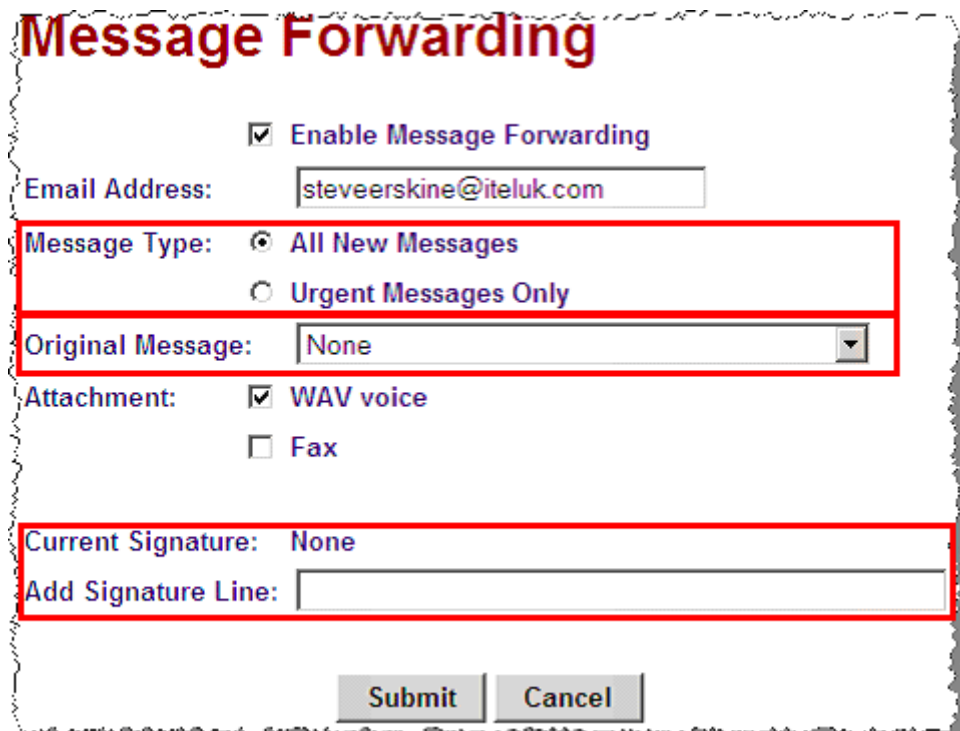 Message Forwarding
Enable Message Forwarding
Email Address: steveerskine@iteluk.com
Message Type: All New Messages
Urgent Messages Only
Original Message: None
Attachment: WAV voice
Fax
Current Signature: None
Add Signature Line:
Submit Cancel